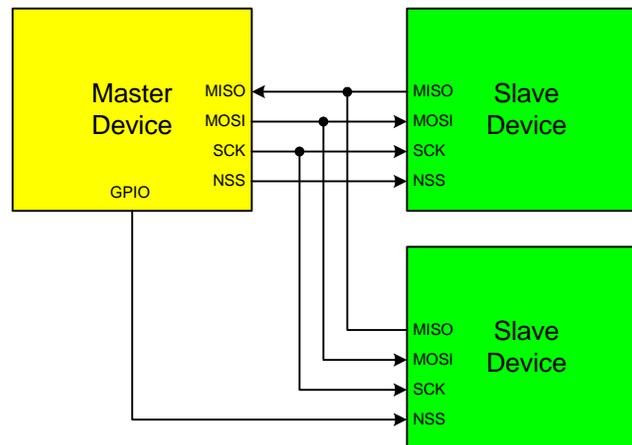 Master
Device
MISO
MOSI
SCK
NSS
GPIO
MISO
MOSI
SCK
NSS
Slave
Device
MISO
MOSI
SCK
NSS
Slave
Device